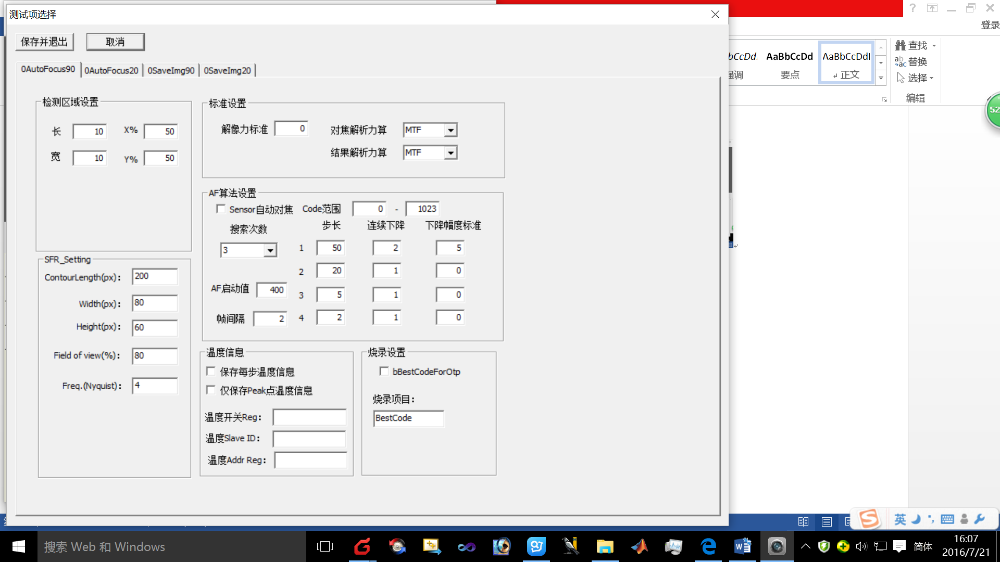 测试项选择
登录
保存并退出 取消
0AutoFocus90 0AutoFocus20 0SaveImg90 0SaveImg20
检测区域设置
长 10 X% 50
宽 10 Y% 50
SFR_Setting
ContourLength(px): 200
Width(px): 80
Height(px): 60
Field of view(%): 80
Freq.(Nyquist): 4
标准设置
解像力标准 0 对焦解析力算 MTF
结果解析力算 MTF
AF算法设置
Sensor自动对焦 Code范围 0 - 1023
搜索次数 步长 连续下降 下降幅度标准
3 1 50 2 5
2 20 1 0
AF启动值 400 3 5 1 0
帧间隔 2 4 2 1 0
温度信息
保存每步温度信息
仅保存Peak点温度信息
温度开关Reg:
温度Slave ID:
温度Addr Reg:
烧录设置
bBestCodeForOtp
烧录项目:
BestCode
AaBbCcDd AaBbCcDdI
强调 要点 正文
查找
替换
选择
编辑
52
英
搜索 Web 和 Windows
简体
16:07
2016/7/21